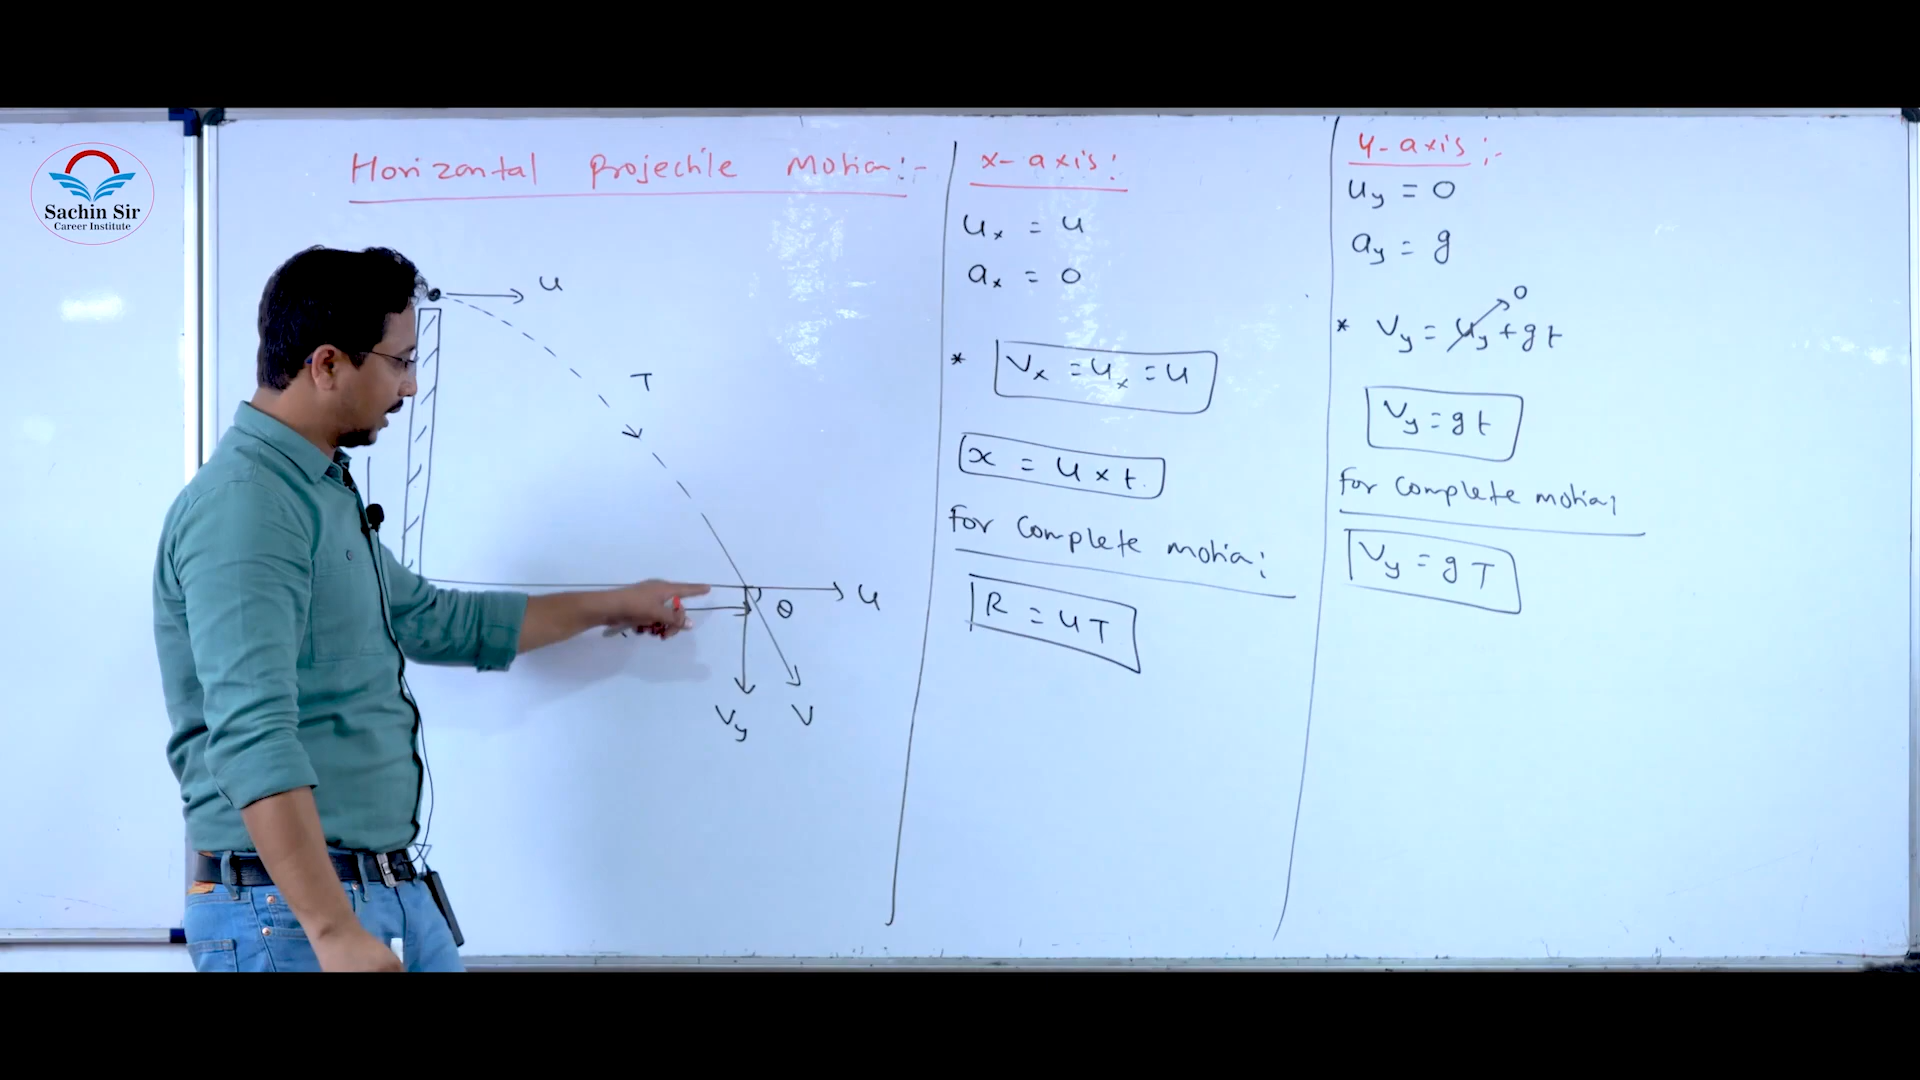 Sachin Sir
Career Institute
Horizontal Projectile Motion:-
u
T
u
θ
Vy
V
x-axis:
ux = u
ax = 0
* Vx = ux = u
x = u × t
For Complete motion:
R = uT
y-axis:-
uy = 0
ay = g
0
* Vy = uy + gt
Vy = gt
For Complete motion,
Vy = gT